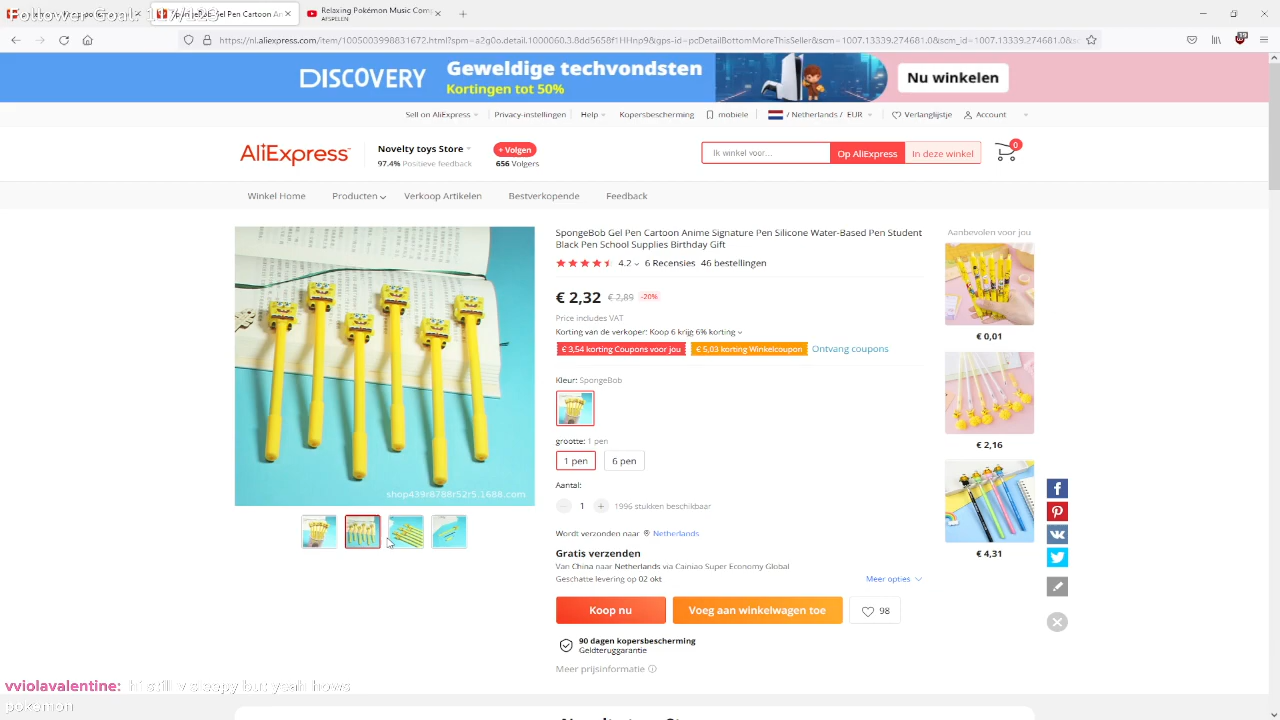 Relaxing Pokémon Music Com
AFSPELEN
https://nl.aliexpress.com/item/1005003998831672.html?spm=a2g0o.detail.1000060.3.8dd5658f1HHnp9&gps-id=pcDetailBottomMoreThisSeller&scm=1007.13339.274681.0&scm_id=1007.13339.274681.0&s
DISCOVERY
Geweldige techvondsten
Kortingen tot 50%
Nu winkelen
Sell on AliExpress
Privacy-instellingen
Help
Kopersbescherming
mobiele
/ Netherlands / EUR
Verlanglijstje
Account
AliExpress
Novelty toys Store
97.4% Positieve feedback
+ Volgen
656 Volgers
Ik winkel voor...
Op AliExpress
In deze winkel
0
Winkel Home
Producten
Verkoop Artikelen
Bestverkopende
Feedback
SpongeBob Gel Pen Cartoon Anime Signature Pen Silicone Water-Based Pen Student
Black Pen School Supplies Birthday Gift
4.2
6 Recensies
46 bestellingen
€ 2,32
€ 2,89
-20%
Price includes VAT
Korting van de verkoper: Koop 6 krijg 6% korting
€ 3,54 korting Coupons voor jou
€ 5,03 korting Winkelcoupon
Ontvang coupons
Kleur: SpongeBob
grootte: 1 pen
1 pen
6 pen
Aantal:
1
1996 stukken beschikbaar
Wordt verzonden naar
Netherlands
Gratis verzenden
Van China naar Netherlands via Cainiao Super Economy Global
Geschatte levering op 02 okt
Meer opties
Koop nu
Voeg aan winkelwagen toe
98
90 dagen kopersbescherming
Geldteruggarantie
Meer prijsinformatie
shop439r8788r52r5.1688.com
Aanbevolen voor jou
€ 0,01
€ 2,16
€ 4,31
vviolavalentine: hi still v sleepy but yeah hows
pokemon